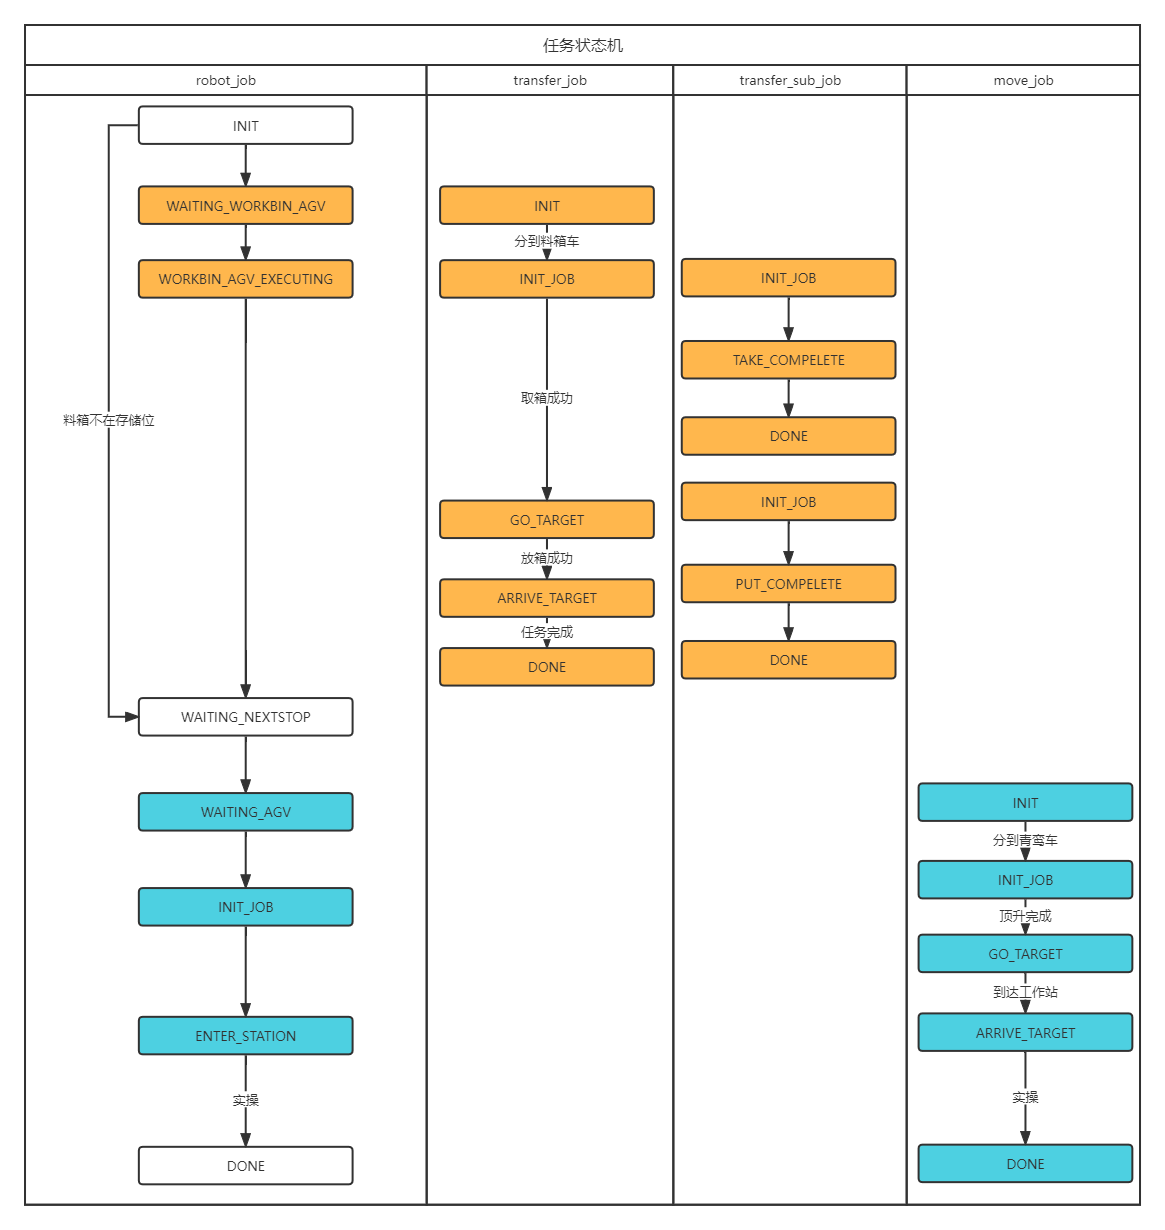 任务状态机
robot_job
transfer_job
transfer_sub_job
move_job
INIT
WAITING_WORKBIN_AGV
WORKBIN_AGV_EXECUTING
料箱不在存储位
WAITING_NEXTSTOP
WAITING_AGV
INIT_JOB
ENTER_STATION
实操
DONE
INIT
分到料箱车
INIT_JOB
取箱成功
GO_TARGET
放箱成功
ARRIVE_TARGET
任务完成
DONE
INIT_JOB
TAKE_COMPELETE
DONE
INIT_JOB
PUT_COMPELETE
DONE
INIT
分到青鸾车
INIT_JOB
顶升完成
GO_TARGET
到达工作站
ARRIVE_TARGET
实操
DONE